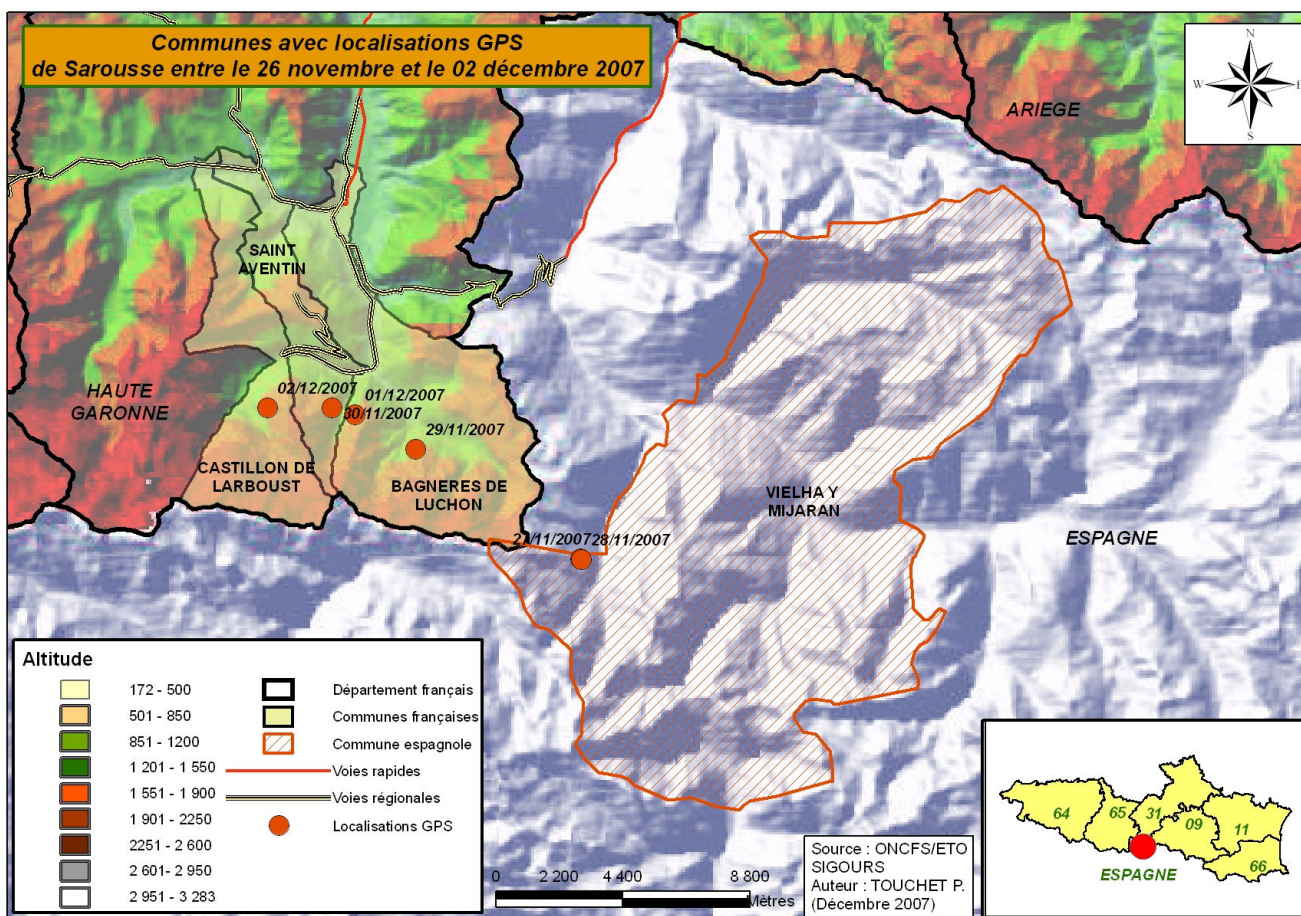 Communes avec localisations GPS
de Sarousse entre le 26 novembre et le 02 décembre 2007
N
W
E
S
ARIEGE
SAINT
AVENTIN
HAUTE
GARONNE
02/12/2007
01/12/2007
30/11/2007
29/11/2007
CASTILLON DE
LARBOUST
BAGNERES DE
LUCHON
VIELHA Y
MIJARAN
27/11/2007
28/11/2007
ESPAGNE
Altitude
172 - 500
501 - 850
851 - 1200
1 201 - 1 550
1 551 - 1 900
1 901 - 2250
2251 - 2 600
2 601- 2 950
2 951 - 3 283
Département français
Communes françaises
Commune espagnole
Voies rapides
Voies régionales
Localisations GPS
0 2 200 4 400 8 800
Mètres
Source : ONCFS/ETO
SIGOURS
Auteur : TOUCHET P.
(Décembre 2007)
64
65
31
09
11
66
ESPAGNE